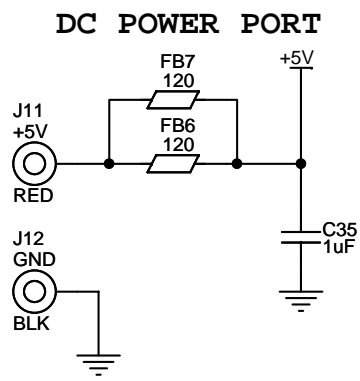 DC POWER PORT
+5V
FB7
120
J11
+5V
FB6
120
RED
C35
1uF
J12
GND
BLK